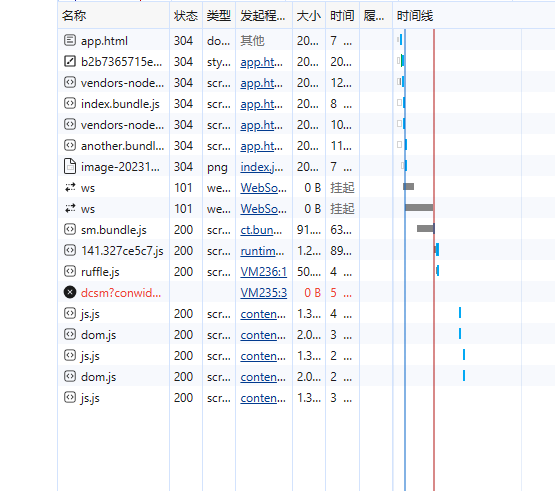 名称 状态 类型 发起程... 大小 时间 履... 时间线
app.html 304 do... 其他 20... 7 ...
b2b7365715e... 304 sty... app.ht... 20... 20...
vendors-node... 304 scr... app.ht... 20... 12...
index.bundle.js 304 scr... app.ht... 20... 8 ...
vendors-node... 304 scr... app.ht... 20... 10...
another.bundl... 304 scr... app.ht... 20... 11...
image-20231... 304 png index.j... 20... 7 ...
ws 101 we... WebSo... 0 B 挂起
ws 101 we... WebSo... 0 B 挂起
sm.bundle.js 200 scr... ct.bun... 91.... 63...
141.327ce5c7.js 200 scr... runtim... 1.2... 89...
ruffle.js 200 scr... VM236:1 50.... 4 ...
dcsm?conwid... VM235:3 0 B 5 ...
js.js 200 scr... conten... 1.3... 4 ...
dom.js 200 scr... conten... 2.0... 3 ...
js.js 200 scr... conten... 1.3... 2 ...
dom.js 200 scr... conten... 2.0... 2 ...
js.js 200 scr... conten... 1.3... 3 ...